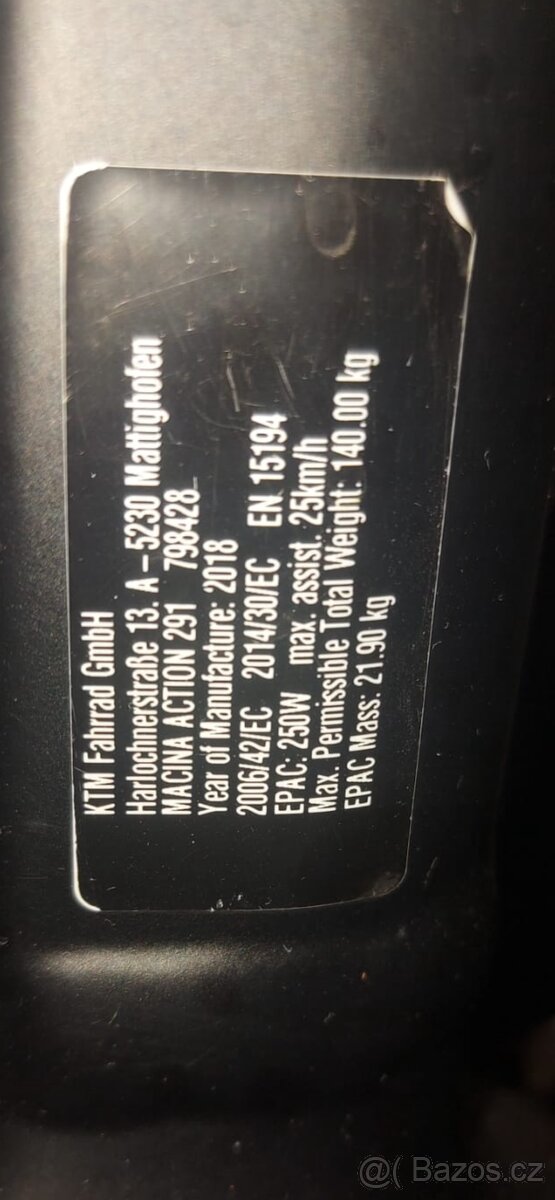 KTM Fahrrad GmbH
Harlochnerstraße 13. A - 5230 Mattighofen
MACINA ACTION 291 798428
Year of Manufacture: 2018
2006/42/EC 2014/30/EC EN 15194
EPAC: 250W max. assist. 25km/h
Max. Permissible Total Weight: 140.00 kg
EPAC Mass: 21.90 kg
@( Bazos.cz